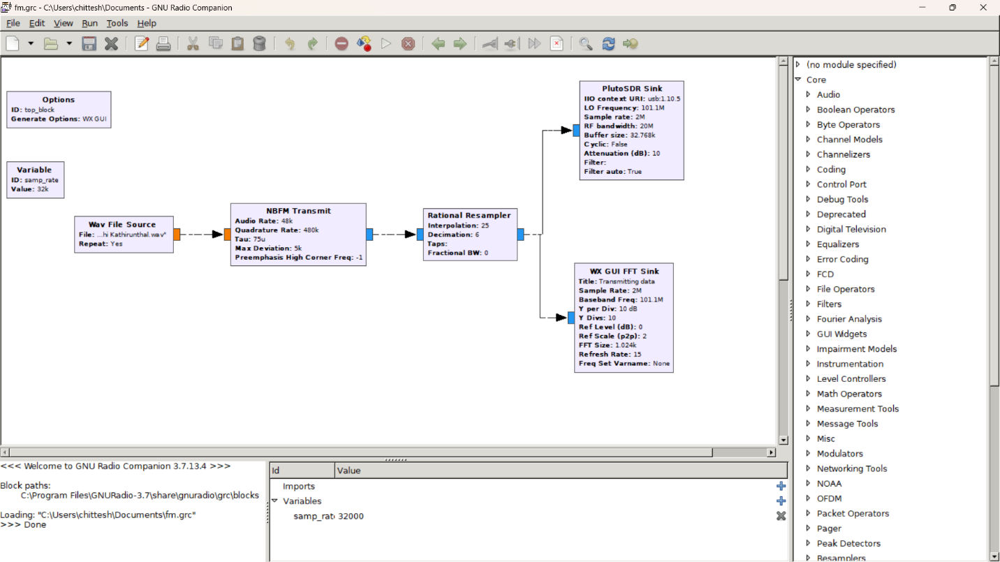 fm.grc - C:\Users\chittesh\Documents - GNU Radio Companion
File Edit View Run Tools Help
Options
ID: top_block
Generate Options: WX GUI
Variable
ID: samp_rate
Value: 32k
Wav File Source
File: ...hi Kathirunthal.wav"
Repeat: Yes
NBFM Transmit
Audio Rate: 48k
Quadrature Rate: 480k
Tau: 75u
Max Deviation: 5k
Preemphasis High Corner Freq: -1
Rational Resampler
Interpolation: 25
Decimation: 6
Taps:
Fractional BW: 0
PlutoSDR Sink
IIO context URI: usb:1.10.5
LO Frequency: 101.1M
Sample rate: 2M
RF bandwidth: 20M
Buffer size: 32.768k
Cyclic: False
Attenuation (dB): 10
Filter:
Filter auto: True
WX GUI FFT Sink
Title: Transmitting data
Sample Rate: 2M
Baseband Freq: 101.1M
Y per Div: 10 dB
Y Divs: 10
Ref Level (dB): 0
Ref Scale (p2p): 2
FFT Size: 1.024k
Refresh Rate: 15
Freq Set Varname: None
(no module specified)
Core
Audio
Boolean Operators
Byte Operators
Channel Models
Channelizers
Coding
Control Port
Debug Tools
Deprecated
Digital Television
Equalizers
Error Coding
FCD
File Operators
Filters
Fourier Analysis
GUI Widgets
Impairment Models
Instrumentation
Level Controllers
Math Operators
Measurement Tools
Message Tools
Misc
Modulators
Networking Tools
NOAA
OFDM
Packet Operators
Pager
Peak Detectors
Resamplers
<<< Welcome to GNU Radio Companion 3.7.13.4 >>>
Block paths:
C:\Program Files\GNURadio-3.7\share\gnuradio\grc\blocks
Loading: "C:\Users\chittesh\Documents\fm.grc"
>>> Done
Id Value
Imports
Variables
samp_rat 32000